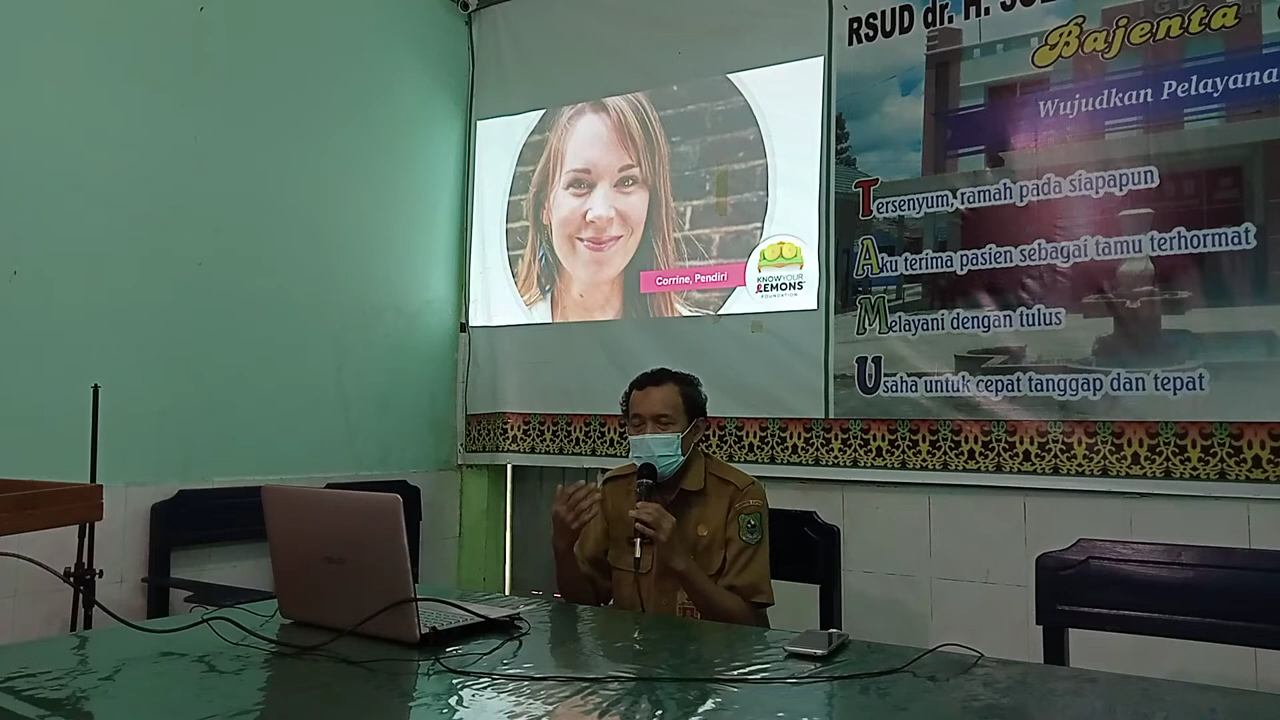 Corrine, Pendiri
KNOW YOUR
LEMONS
FOUNDATION
RSUD dr. H.
IGD
Bajenta
Wujudkan
Tersenyum, ramah pada siapapun
Aku terima pasien sebagai tamu terhormat
Melayani dengan tulus
Usaha untuk cepat tanggap dan tepat